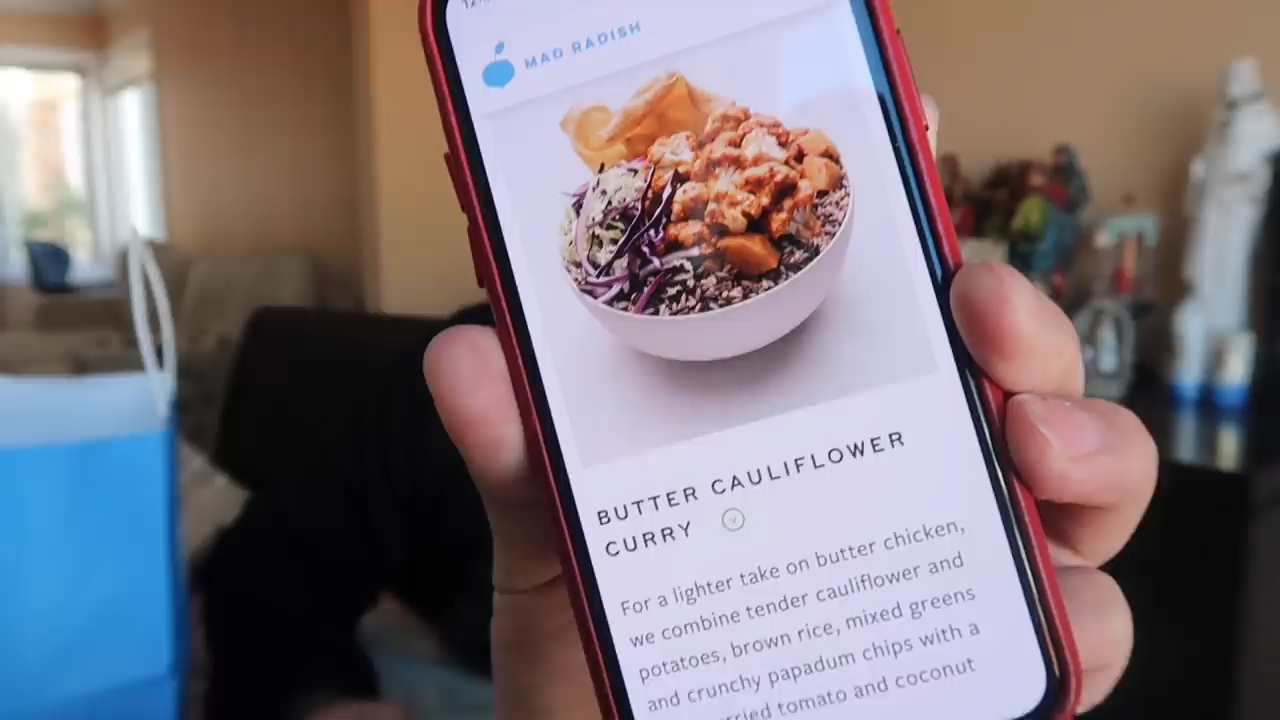 MAD RADISH
BUTTER CAULIFLOWER
CURRY V
For a lighter take on butter chicken,
we combine tender cauliflower and
potatoes, brown rice, mixed greens
and crunchy papadum chips with a
tomato and coconut